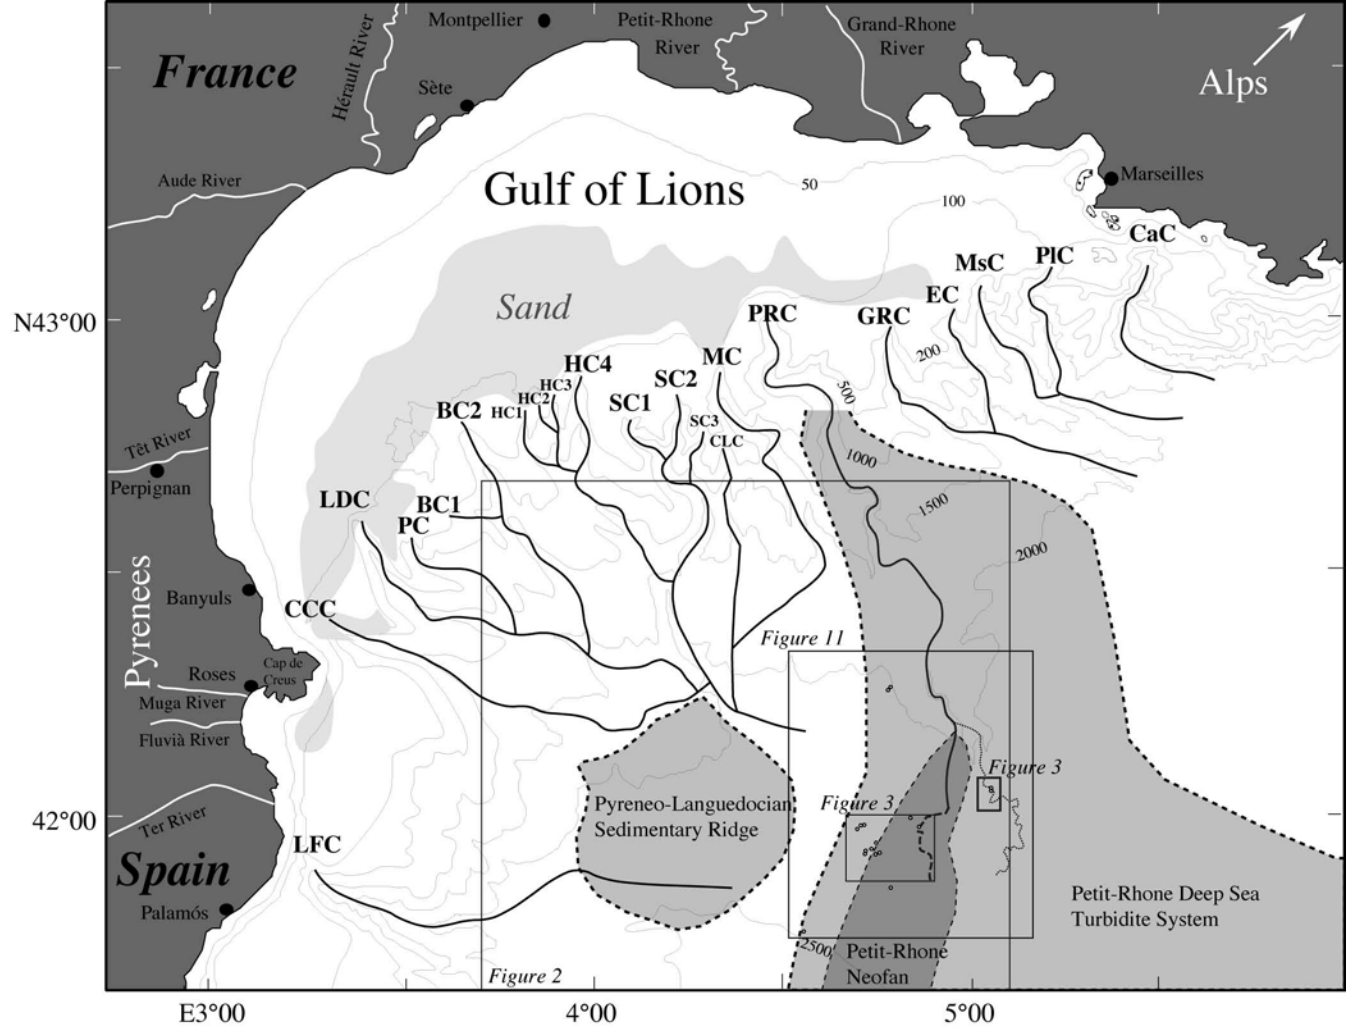 Montpellier
Petit-Rhone
River
Grand-Rhone
River
Alps
France
Hérault River
Sète
Aude River
Gulf of Lions
50
100
Marseilles
CaC
PlC
MsC
EC
GRC
PRC
Sand
N43°00
200
MC
HC4
HC3
HC2
HC1
SC2
SC1
SC3
CLC
500
BC2
Têt River
Perpignan
1000
1500
2000
LDC
BC1
PC
Pyrenees
Banyuls
CCC
Figure 11
Roses
Cap de
Creus
Muga River
Fluvià River
Figure 3
Figure 3
Pyreneo-Languedocian
Sedimentary Ridge
42°00
Ter River
LFC
Spain
Palamós
Petit-Rhone Deep Sea
Turbidite System
2500
Petit-Rhone
Neofan
Figure 2
E3°00
4°00
5°00